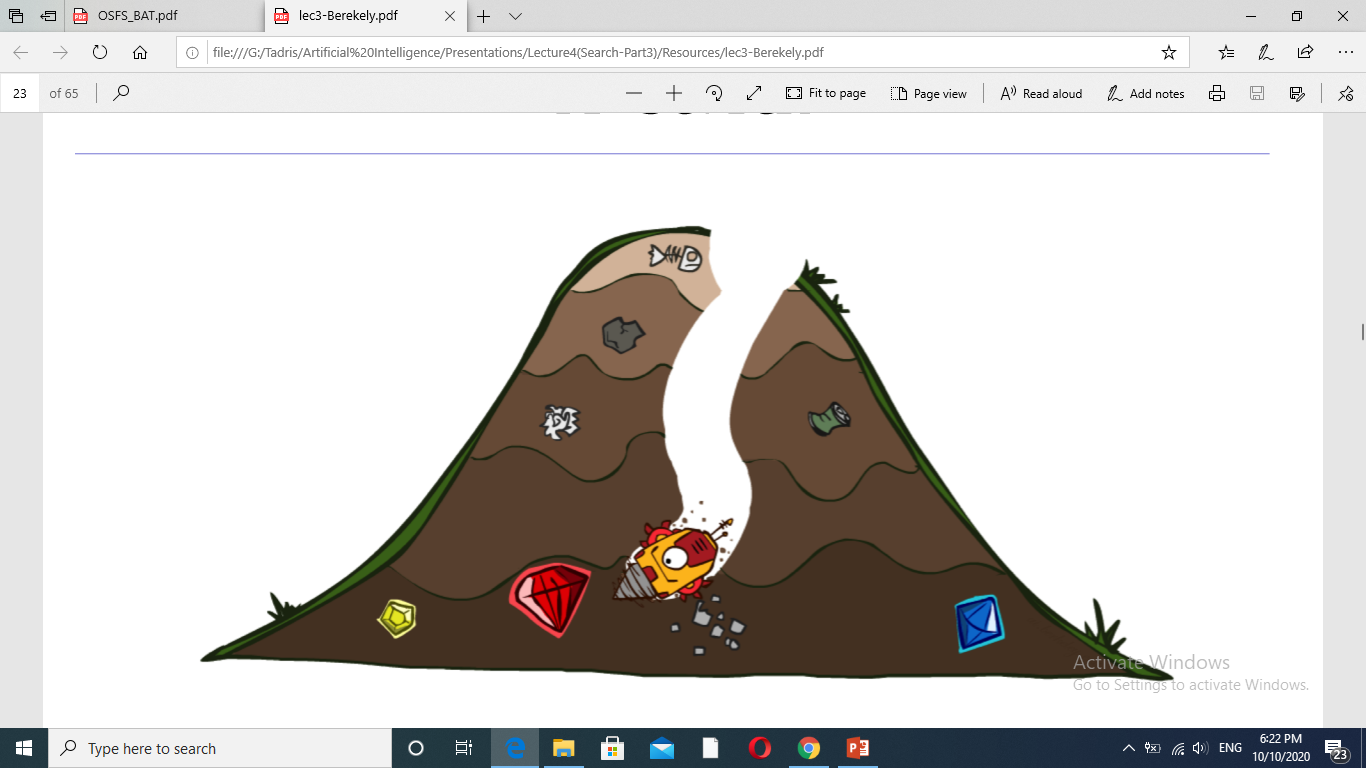 OSFS_BAT.pdf
lec3-Berekely.pdf
file:///G:/Tadris/Artificial%20Intelligence/Presentations/Lecture4(Search-Part3)/Resources/lec3-Berekely.pdf
23 of 65
Fit to page
Page view
Read aloud
Add notes
Activate Windows
Go to Settings to activate Windows.
Type here to search
ENG
6:22 PM
10/10/2020
23